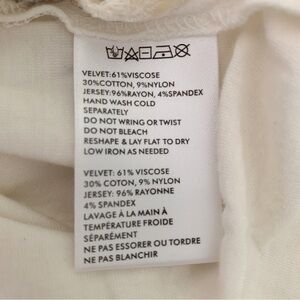 VELVET: 61%VISCOSE
30%COTTON, 9%NYLON
JERSEY: 96%RAYON, 4%SPANDEX
HAND WASH COLD
SEPARATELY
DO NOT WRING OR TWIST
DO NOT BLEACH
RESHAPE & LAY FLAT TO DRY
LOW IRON AS NEEDED
VELVET: 61% VISCOSE
30% COTON, 9% NYLON
JERSEY: 96% RAYONNE
4% SPANDEX
LAVAGE À LA MAIN À
TEMPÉRATURE FROIDE
SÉPARÉMENT
NE PAS ESSORER OU TORDRE
NE PAS BLANCHIR